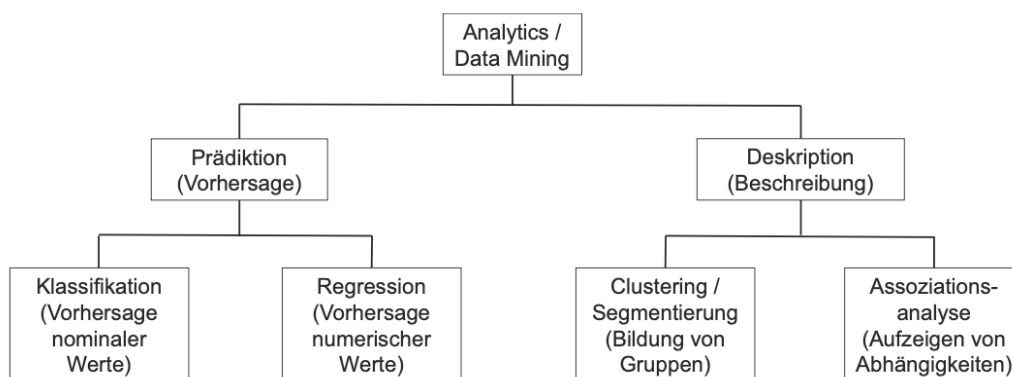 Analytics /
Data Mining
Prädiktion
(Vorhersage)
Deskription
(Beschreibung)
Klassifikation
(Vorhersage
nominaler
Werte)
Regression
(Vorhersage
numerischer
Werte)
Clustering /
Segmentierung
(Bildung von
Gruppen)
Assoziations-
analyse
(Aufzeigen von
Abhängigkeiten)